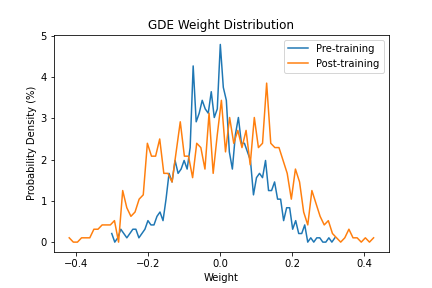 GDE Weight Distribution
Pre-training
Post-training
Probability Density (%)
5
4
3
2
1
0
−0.4 −0.2 0.0 0.2 0.4
Weight